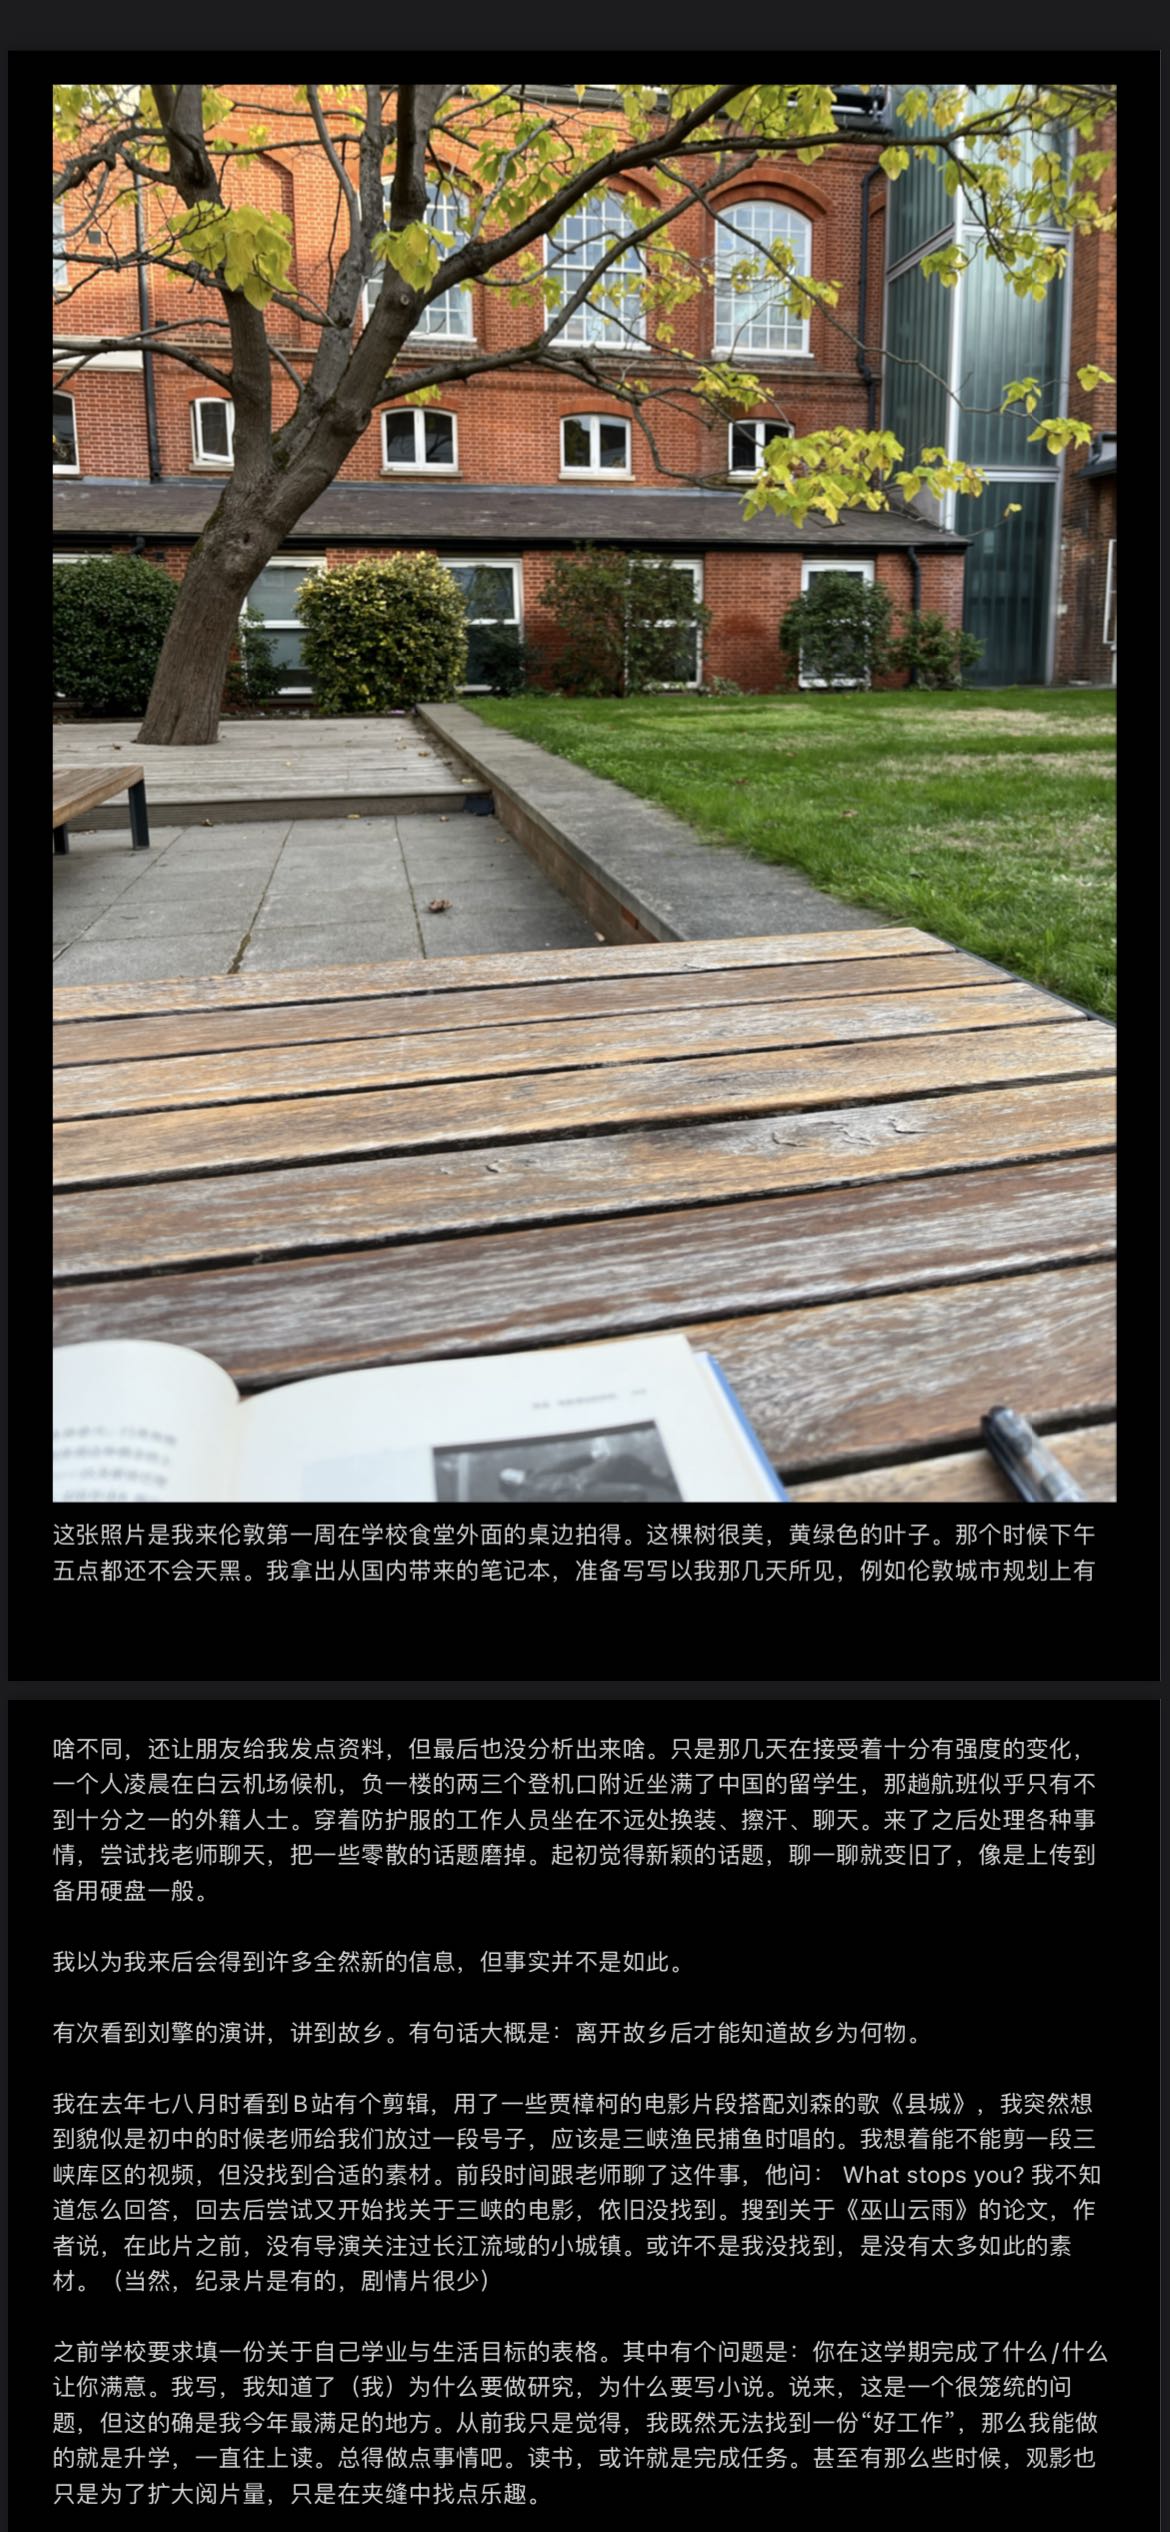 这张照片是我来伦敦第一周在学校食堂外面的桌边拍得。这棵树很美，黄绿色的叶子。那个时候下午
五点都还不会天黑。我拿出从国内带来的笔记本，准备写写以我那几天所见，例如伦敦城市规划上有
啥不同，还让朋友给我发点资料，但最后也没分析出来啥。只是那几天在接受着十分有强度的变化，
一个人凌晨在白云机场候机，负一楼的两三个登机口附近坐满了中国的留学生，那趟航班似乎只有不
到十分之一的外籍人士。穿着防护服的工作人员坐在不远处换装、擦汗、聊天。来了之后处理各种事
情，尝试找老师聊天，把一些零散的话题磨掉。起初觉得新颖的话题，聊一聊就变旧了，像是上传到
备用硬盘一般。
我以为我来后会得到许多全然新的信息，但事实并不是如此。
有次看到刘擎的演讲，讲到故乡。有句话大概是：离开故乡后才能知道故乡为何物。
我在去年七八月时看到B站有个剪辑，用了一些贾樟柯的电影片段搭配刘森的歌《县城》，我突然想
到貌似是初中的时候老师给我们放过一段号子，应该是三峡渔民捕鱼时唱的。我想着能不能剪一段三
峡库区的视频，但没找到合适的素材。前段时间跟老师聊了这件事，他问： What stops you? 我不知
道怎么回答，回去后尝试又开始找关于三峡的电影，依旧没找到。搜到关于《巫山云雨》的论文，作
者说，在此片之前，没有导演关注过长江流域的小城镇。或许不是我没找到，是没有太多如此的素
材。（当然，纪录片是有的，剧情片很少）
之前学校要求填一份关于自己学业与生活目标的表格。其中有个问题是：你在这学期完成了什么/什么
让你满意。我写，我知道了（我）为什么要做研究，为什么要写小说。说来，这是一个很笼统的问
题，但这的确是我今年最满足的地方。从前我只是觉得，我既然无法找到一份“好工作”，那么我能做
的就是升学，一直往上读。总得做点事情吧。读书，或许就是完成任务。甚至有那么些时候，观影也
只是为了扩大阅片量，只是在夹缝中找点乐趣。